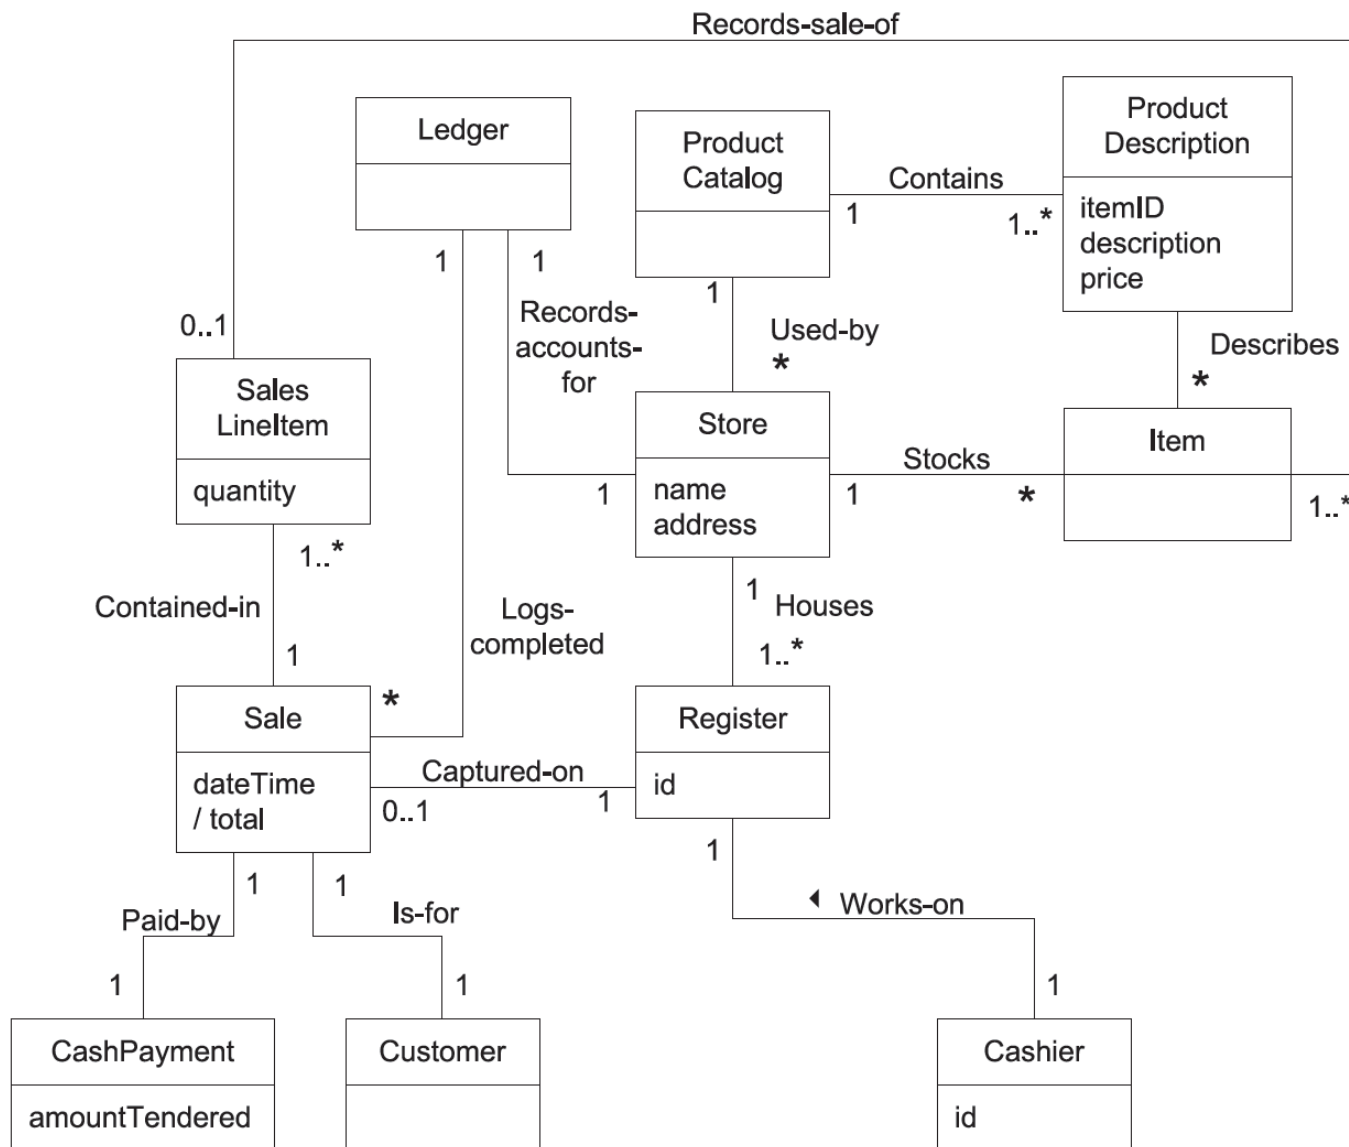 Records-sale-of
Ledger
Product
Catalog
Product
Description
Contains
1
1..*
itemID
description
price
1
1
1
0..1
Records-
accounts-
for
Used-by
*
Describes
*
Sales
LineItem
quantity
Store
name
address
Stocks
1
1
*
Item
1..*
1..*
Contained-in
1
Logs-
completed
*
1
Houses
1..*
Sale
dateTime
/ total
Captured-on
0..1
1
Register
id
1
1
1
Paid-by
Is-for
◀ Works-on
1
1
1
CashPayment
amountTendered
Customer
Cashier
id